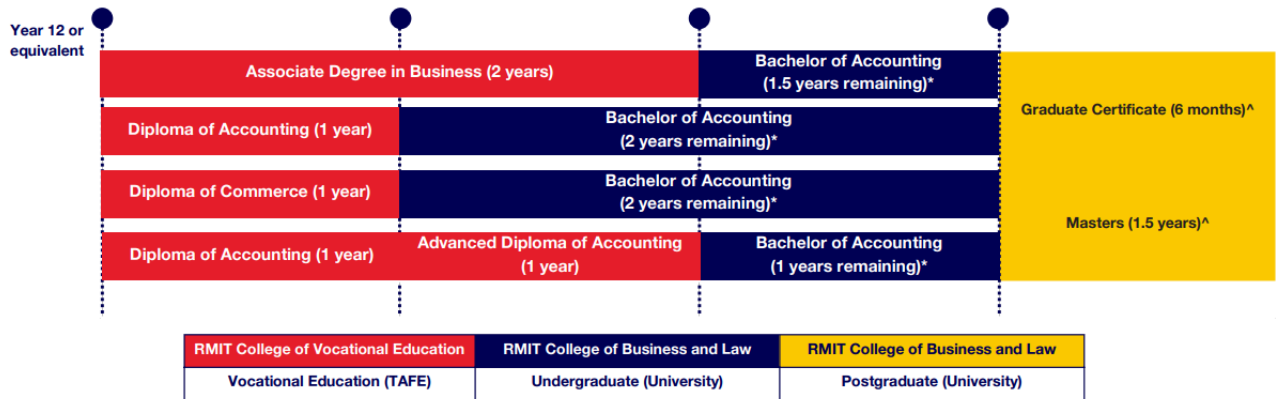 Year 12 or
equivalent
Associate Degree in Business (2 years)
Bachelor of Accounting
(1.5 years remaining)*
Diploma of Accounting (1 year)
Bachelor of Accounting
(2 years remaining)*
Graduate Certificate (6 months)^
Diploma of Commerce (1 year)
Bachelor of Accounting
(2 years remaining)*
Masters (1.5 years)^
Diploma of Accounting (1 year)
Advanced Diploma of Accounting
(1 year)
Bachelor of Accounting
(1 years remaining)*
RMIT College of Vocational Education
RMIT College of Business and Law
RMIT College of Business and Law
Vocational Education (TAFE)
Undergraduate (University)
Postgraduate (University)